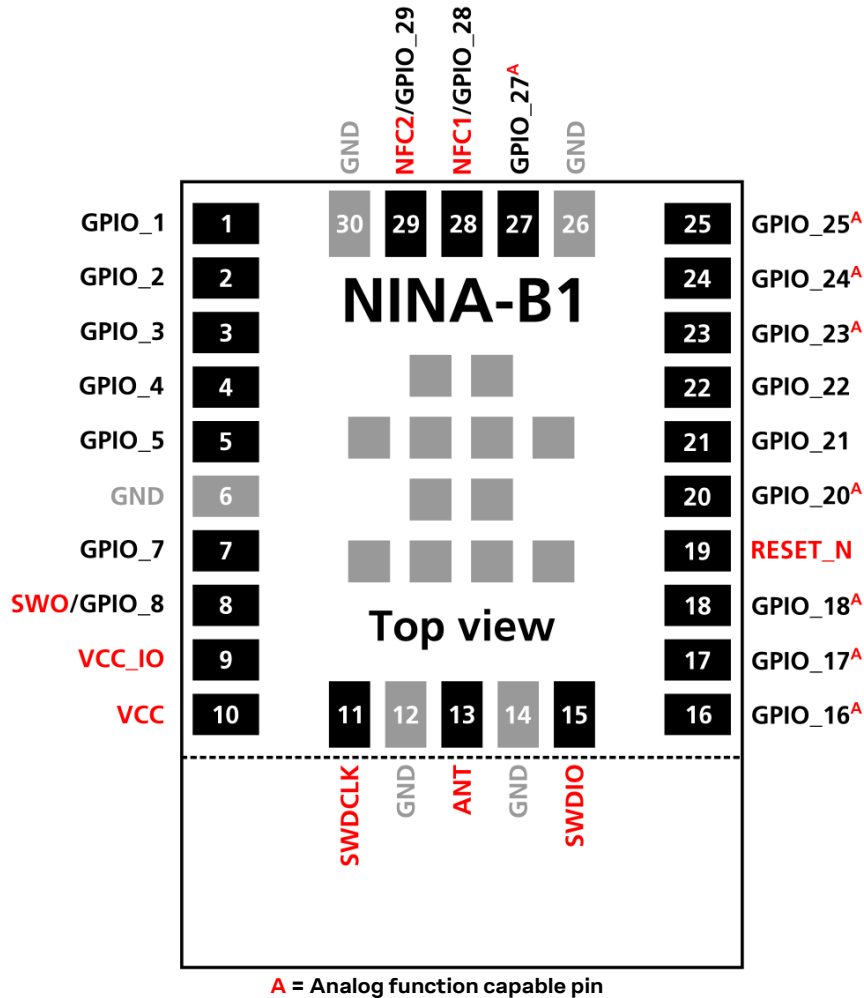 GND
NFC2/GPIO_29
NFC1/GPIO_28
GPIO_27A
GND
30
29
28
27
26
GPIO_1 1
GPIO_2 2
GPIO_3 3
GPIO_4 4
GPIO_5 5
GND 6
GPIO_7 7
SWO/GPIO_8 8
VCC_IO 9
VCC 10
NINA-B1
Top view
25 GPIO_25A
24 GPIO_24A
23 GPIO_23A
22 GPIO_22
21 GPIO_21
20 GPIO_20A
19 RESET_N
18 GPIO_18A
17 GPIO_17A
16 GPIO_16A
11
12
13
14
15
SWDCLK
GND
ANT
GND
SWDIO
A = Analog function capable pin